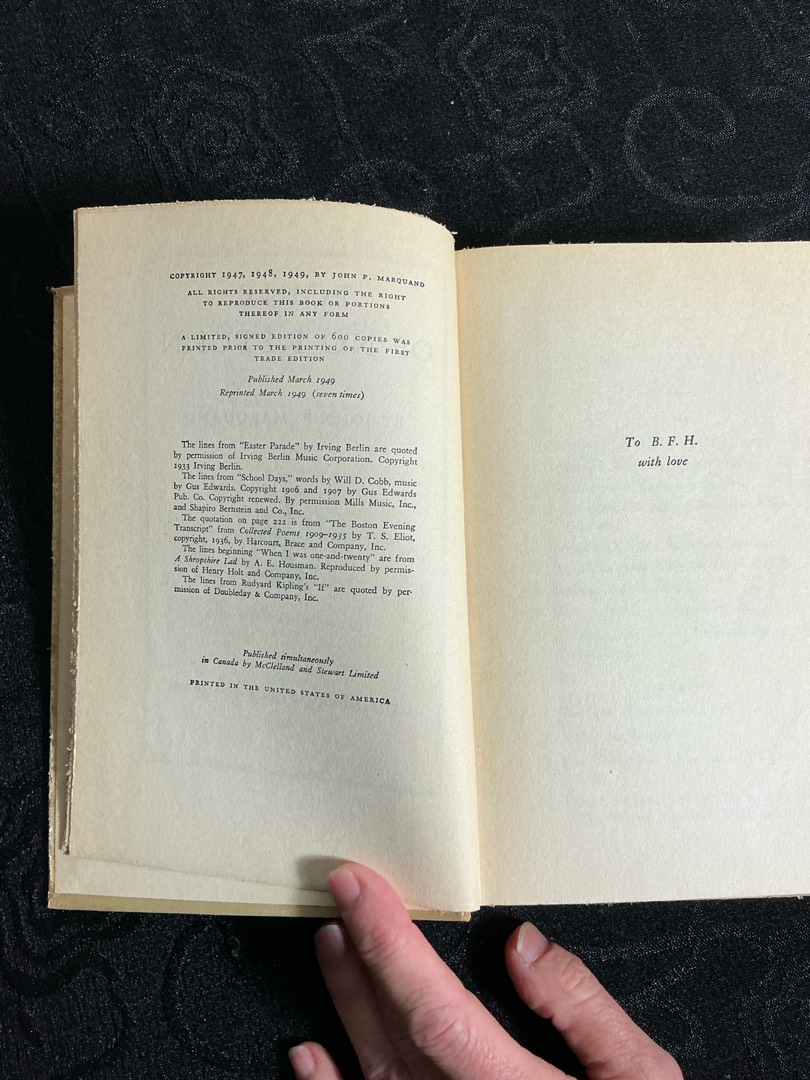 COPYRIGHT 1947, 1948, 1949, BY JOHN P. MARQUAND
ALL RIGHTS RESERVED, INCLUDING THE RIGHT
TO REPRODUCE THIS BOOK OR PORTIONS
THEREOF IN ANY FORM
A LIMITED, SIGNED EDITION OF 600 COPIES WAS
PRINTED PRIOR TO THE PRINTING OF THE FIRST
TRADE EDITION
Published March 1949
Reprinted March 1949 (seven times)
The lines from "Easter Parade" by Irving Berlin are quoted
by permission of Irving Berlin Music Corporation. Copyright
1933 Irving Berlin.
The lines from "School Days," words by Will D. Cobb, music
by Gus Edwards. Copyright 1906 and 1907 by Gus Edwards
Pub. Co. Copyright renewed. By permission Mills Music, Inc.,
and Shapiro Bernstein and Co., Inc.
The quotation on page 222 is from "The Boston Evening
Transcript" from Collected Poems 1909–1935 by T. S. Eliot,
copyright, 1936, by Harcourt, Brace and Company, Inc.
The lines beginning "When I was one-and-twenty" are from
A Shropshire Lad by A. E. Housman. Reproduced by permis-
sion of Henry Holt and Company, Inc.
The lines from Rudyard Kipling's "If" are quoted by per-
mission of Doubleday & Company, Inc.
Published simultaneously
in Canada by McClelland and Stewart Limited
PRINTED IN THE UNITED STATES OF AMERICA
To B. F. H.
with love